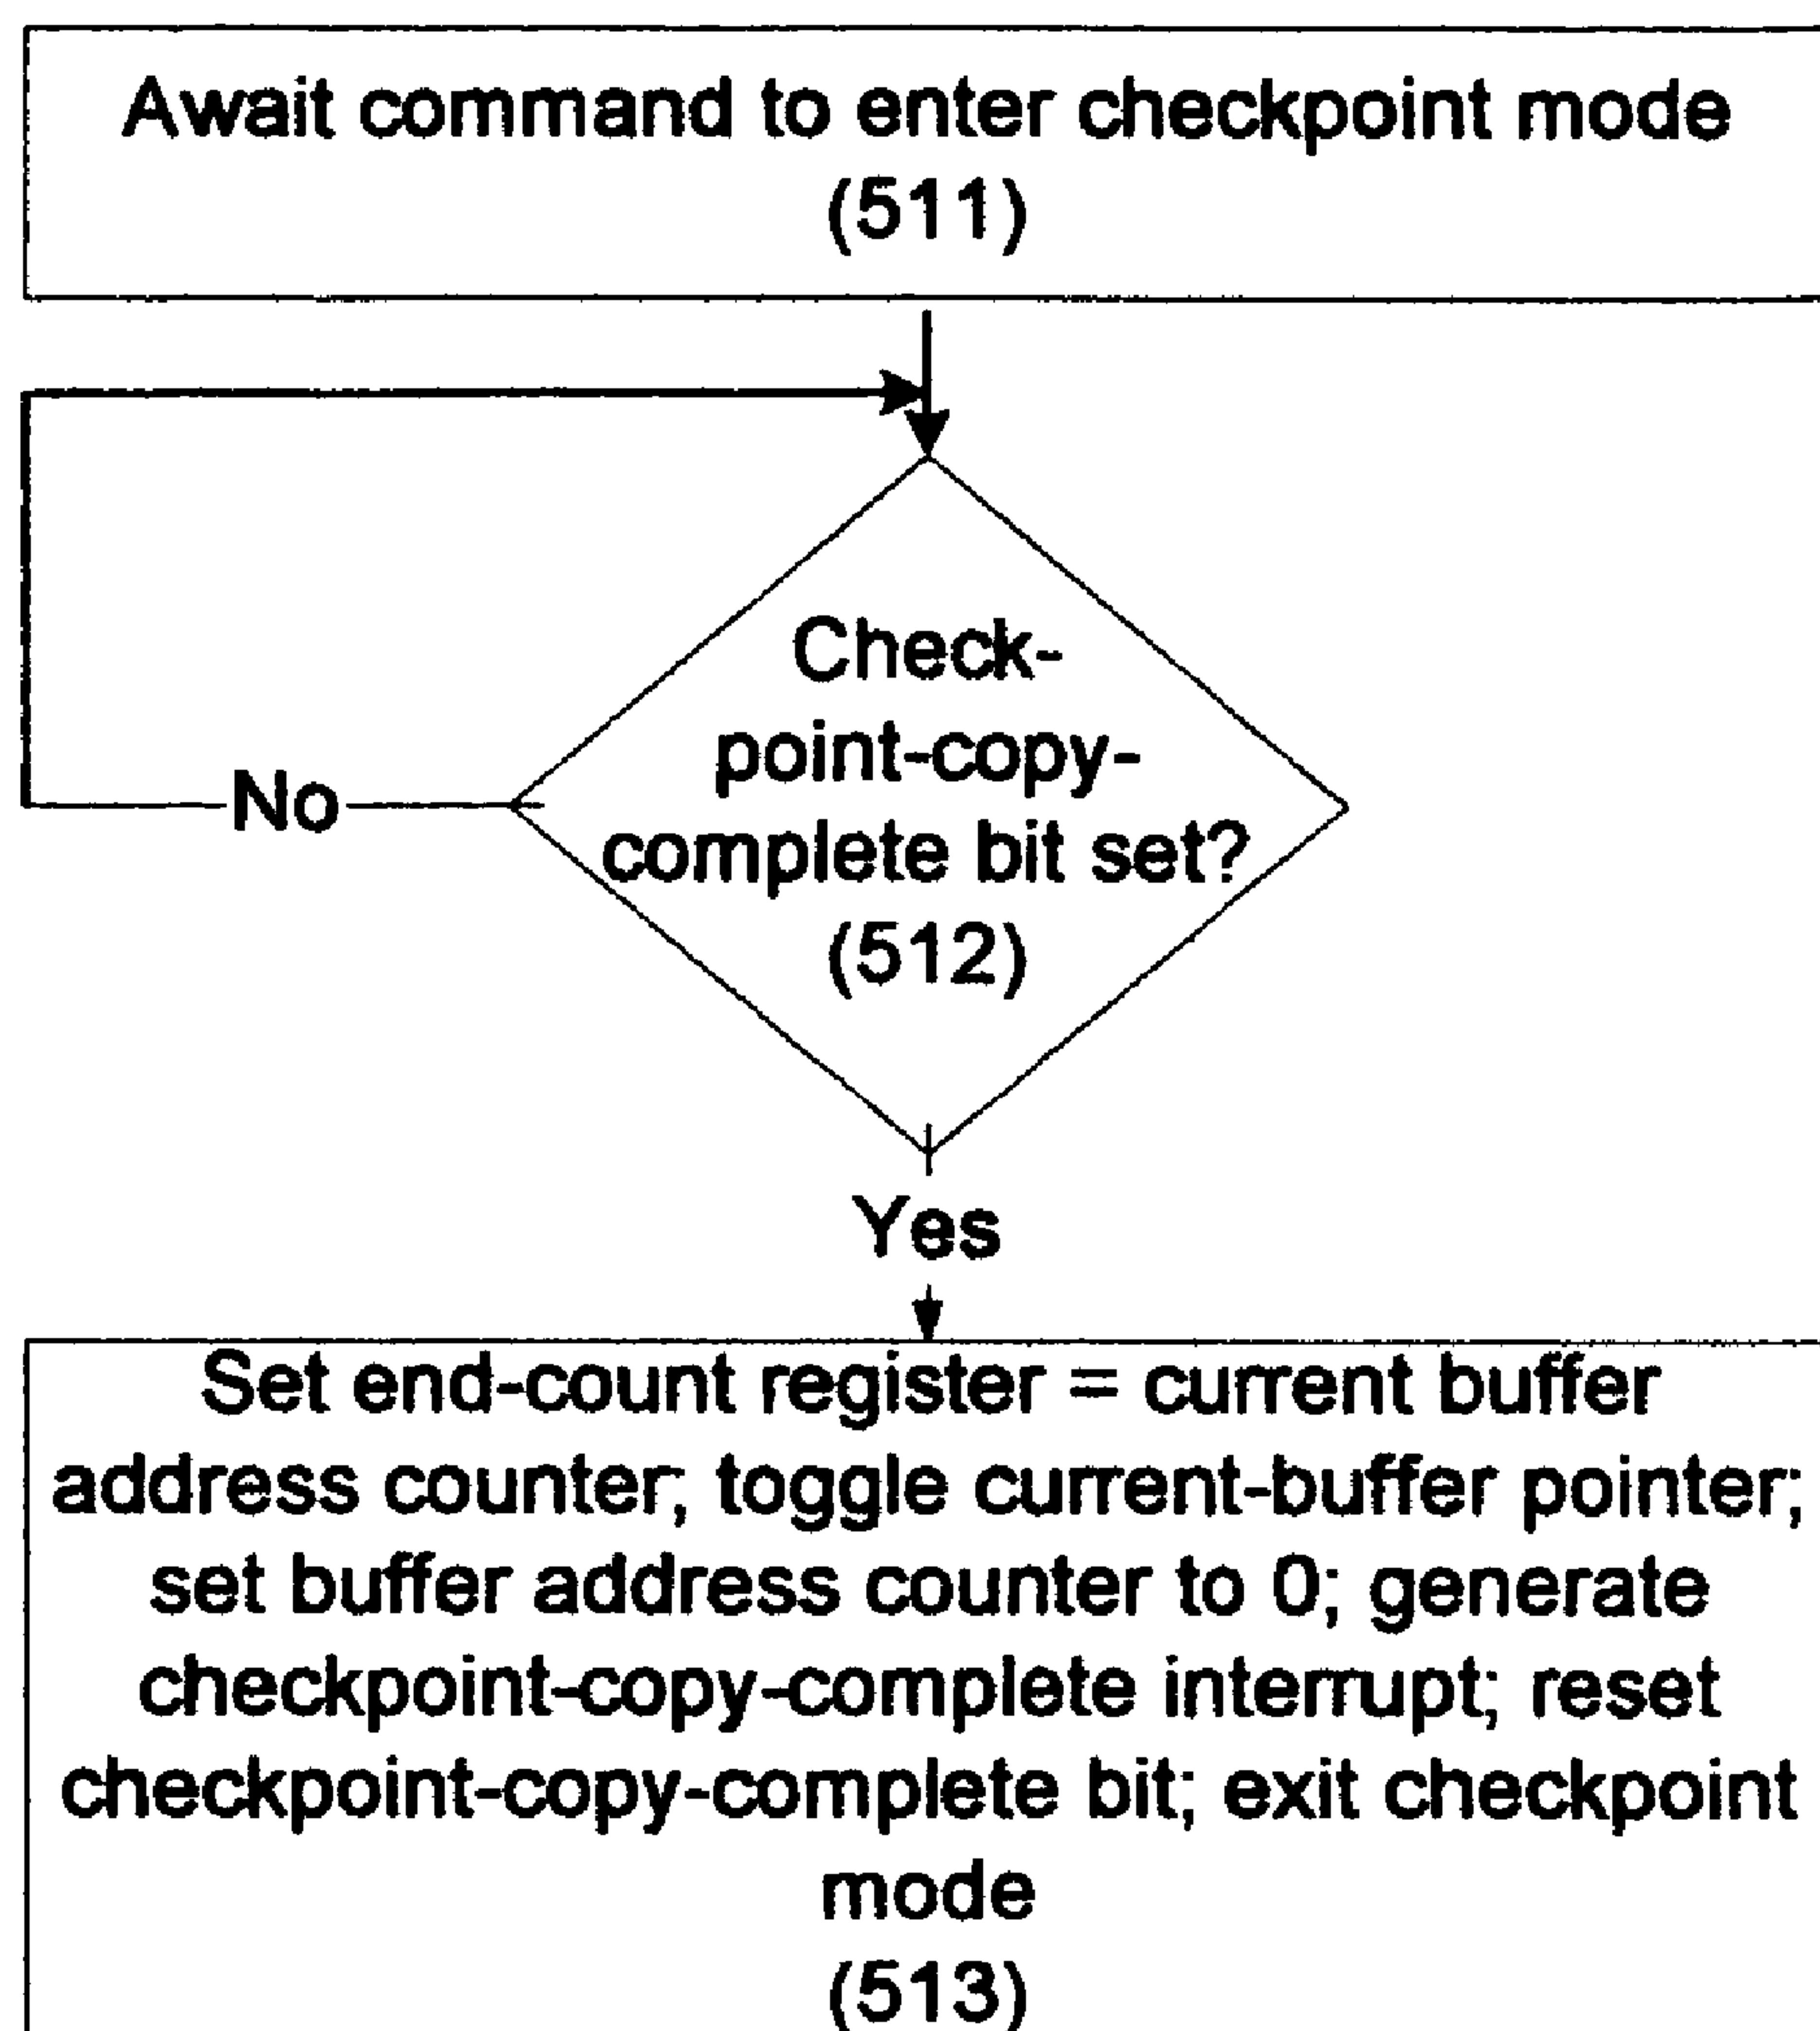 Await command to enter checkpoint mode
(511)
Check-
point-copy-
complete bit set?
(512)
No
Yes
Set end-count register = current buffer
address counter, toggle current-buffer pointer;
set buffer address counter to 0; generate
checkpoint-copy-complete interrupt; reset
checkpoint-copy-complete bit; exit checkpoint
mode
(513)